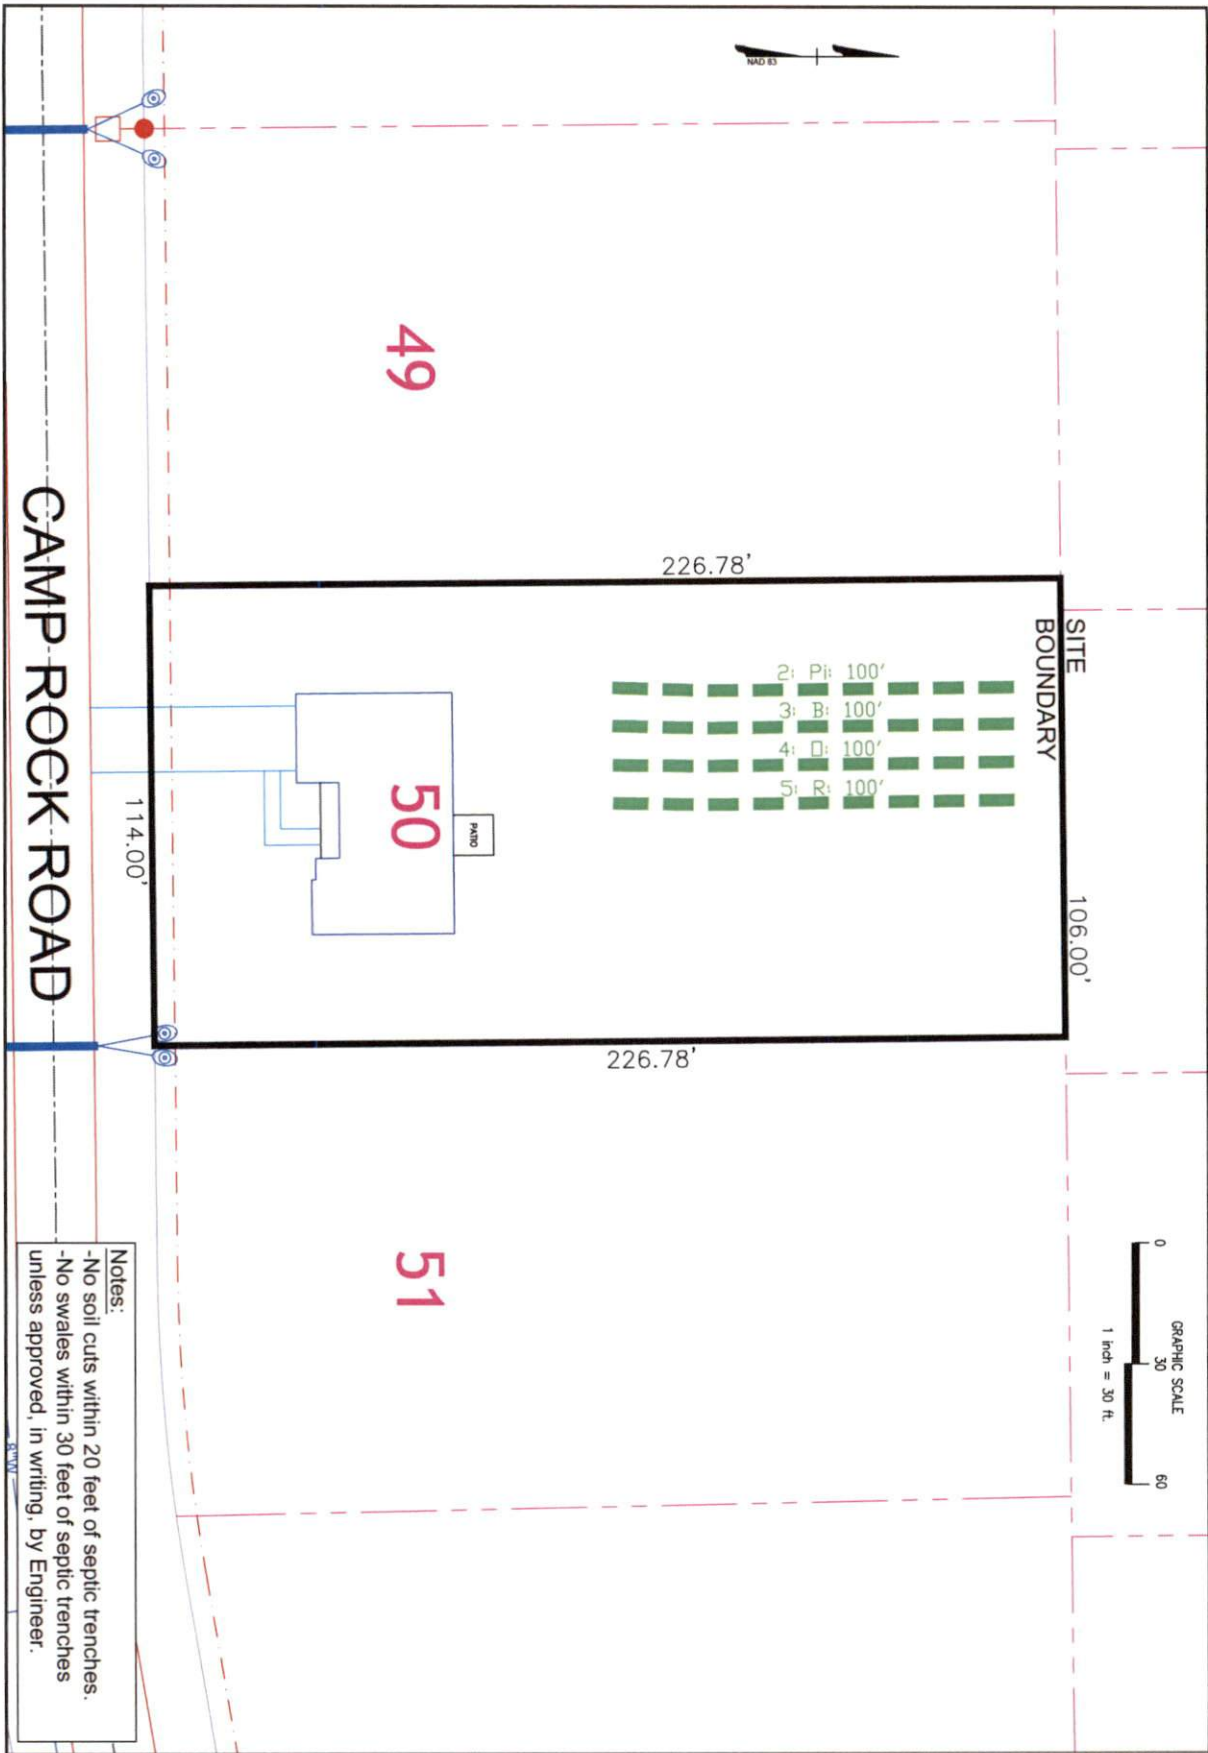 NAD 83
49
CAMP ROCK ROAD
226.78'
SITE
BOUNDARY
2: Pi: 100'
3: B: 100'
4: O: 100'
5: R: 100'
50
PATIO
114.00'
106.00'
226.78'
51
GRAPHIC SCALE
0 30 60
1 inch = 30 ft.
Notes:
-No soil cuts within 20 feet of septic trenches.
-No swales within 30 feet of septic trenches
unless approved, in writing, by Engineer.
8"W